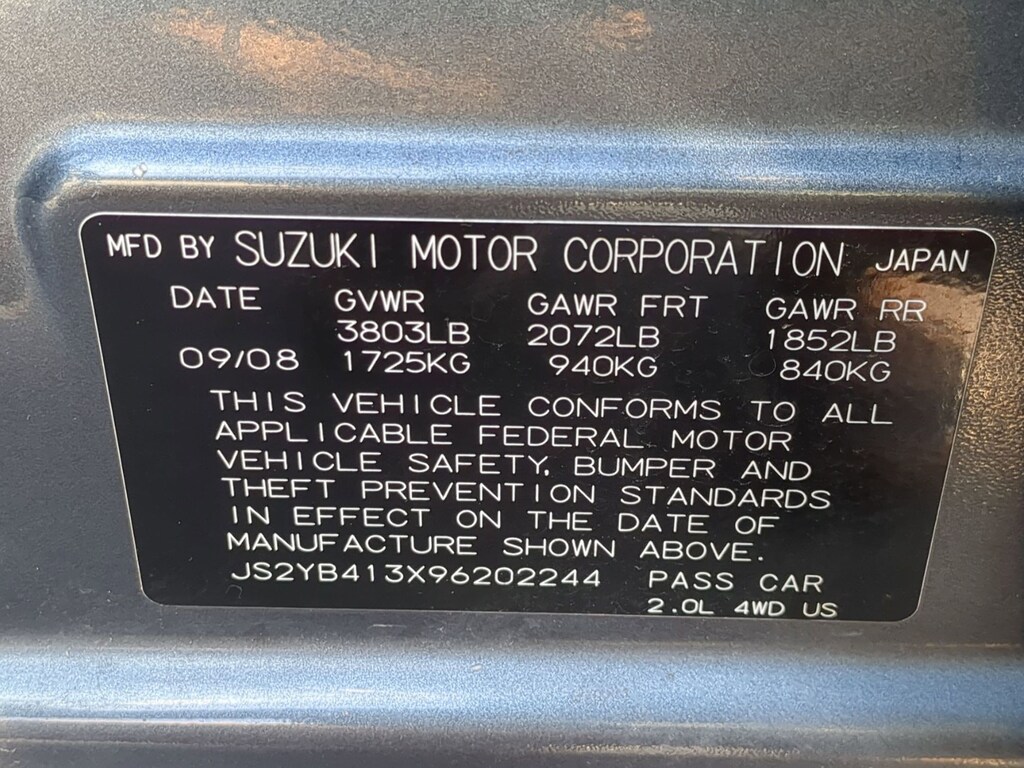 MFD BY SUZUKI MOTOR CORPORATION JAPAN
DATE GVWR GAWR FRT GAWR RR
3803LB 2072LB 1852LB
09/08 1725KG 940KG 840KG
THIS VEHICLE CONFORMS TO ALL
APPLICABLE FEDERAL MOTOR
VEHICLE SAFETY, BUMPER AND
THEFT PREVENTION STANDARDS
IN EFFECT ON THE DATE OF
MANUFACTURE SHOWN ABOVE.
JS2YB413X96202244 PASS CAR
2.0L 4WD US